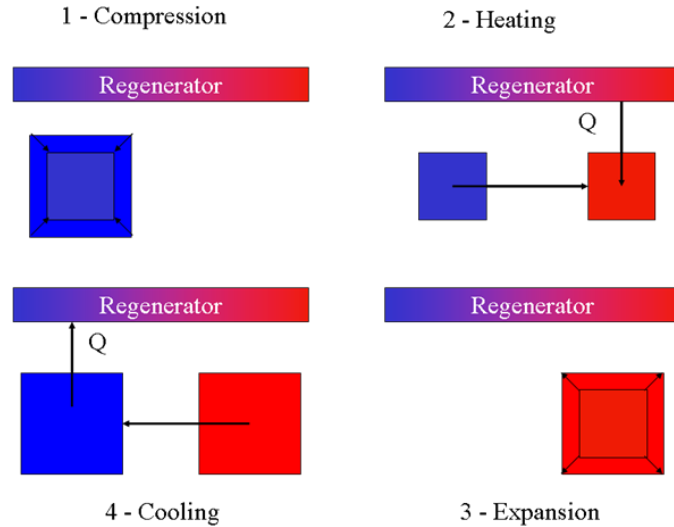 1 - Compression
2 - Heating
Regenerator
Regenerator
Q
Regenerator
Regenerator
Q
4 - Cooling
3 - Expansion